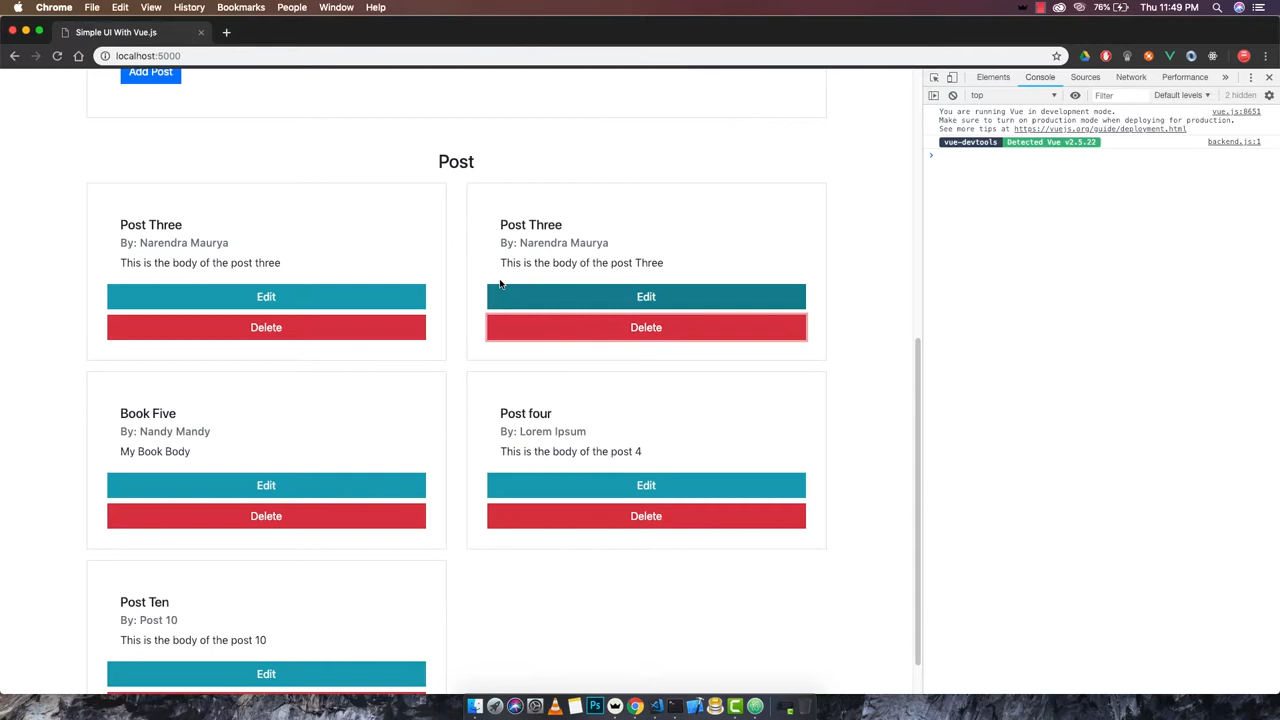 Chrome File Edit View History Bookmarks People Window Help 76% Thu 11:49 PM
Simple UI With Vue.js
localhost:5000
Elements Console Sources Network Performance »
top Filter Default levels 2 hidden
You are running Vue in development mode. vue.js:8651
Make sure to turn on production mode when deploying for production.
See more tips at https://vuejs.org/guide/deployment.html
vue-devtools Detected Vue v2.5.22 backend.js:1
Add Post
Post
Post Three
By: Narendra Maurya
This is the body of the post three
Edit
Delete
Post Three
By: Narendra Maurya
This is the body of the post Three
Edit
Delete
Book Five
By: Nandy Mandy
My Book Body
Edit
Delete
Post four
By: Lorem Ipsum
This is the body of the post 4
Edit
Delete
Post Ten
By: Post 10
This is the body of the post 10
Edit
Ps